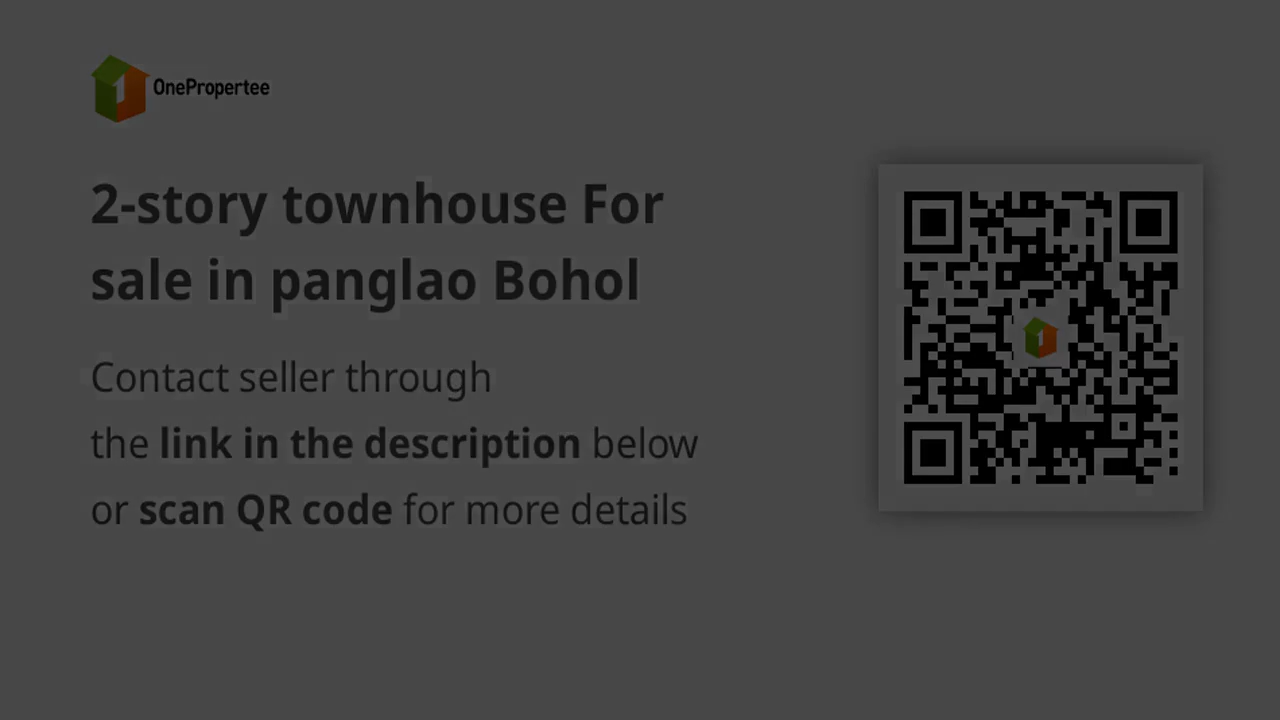 OnePropertee
2-story townhouse For
sale in panglao Bohol
Contact seller through
the link in the description below
or scan QR code for more details